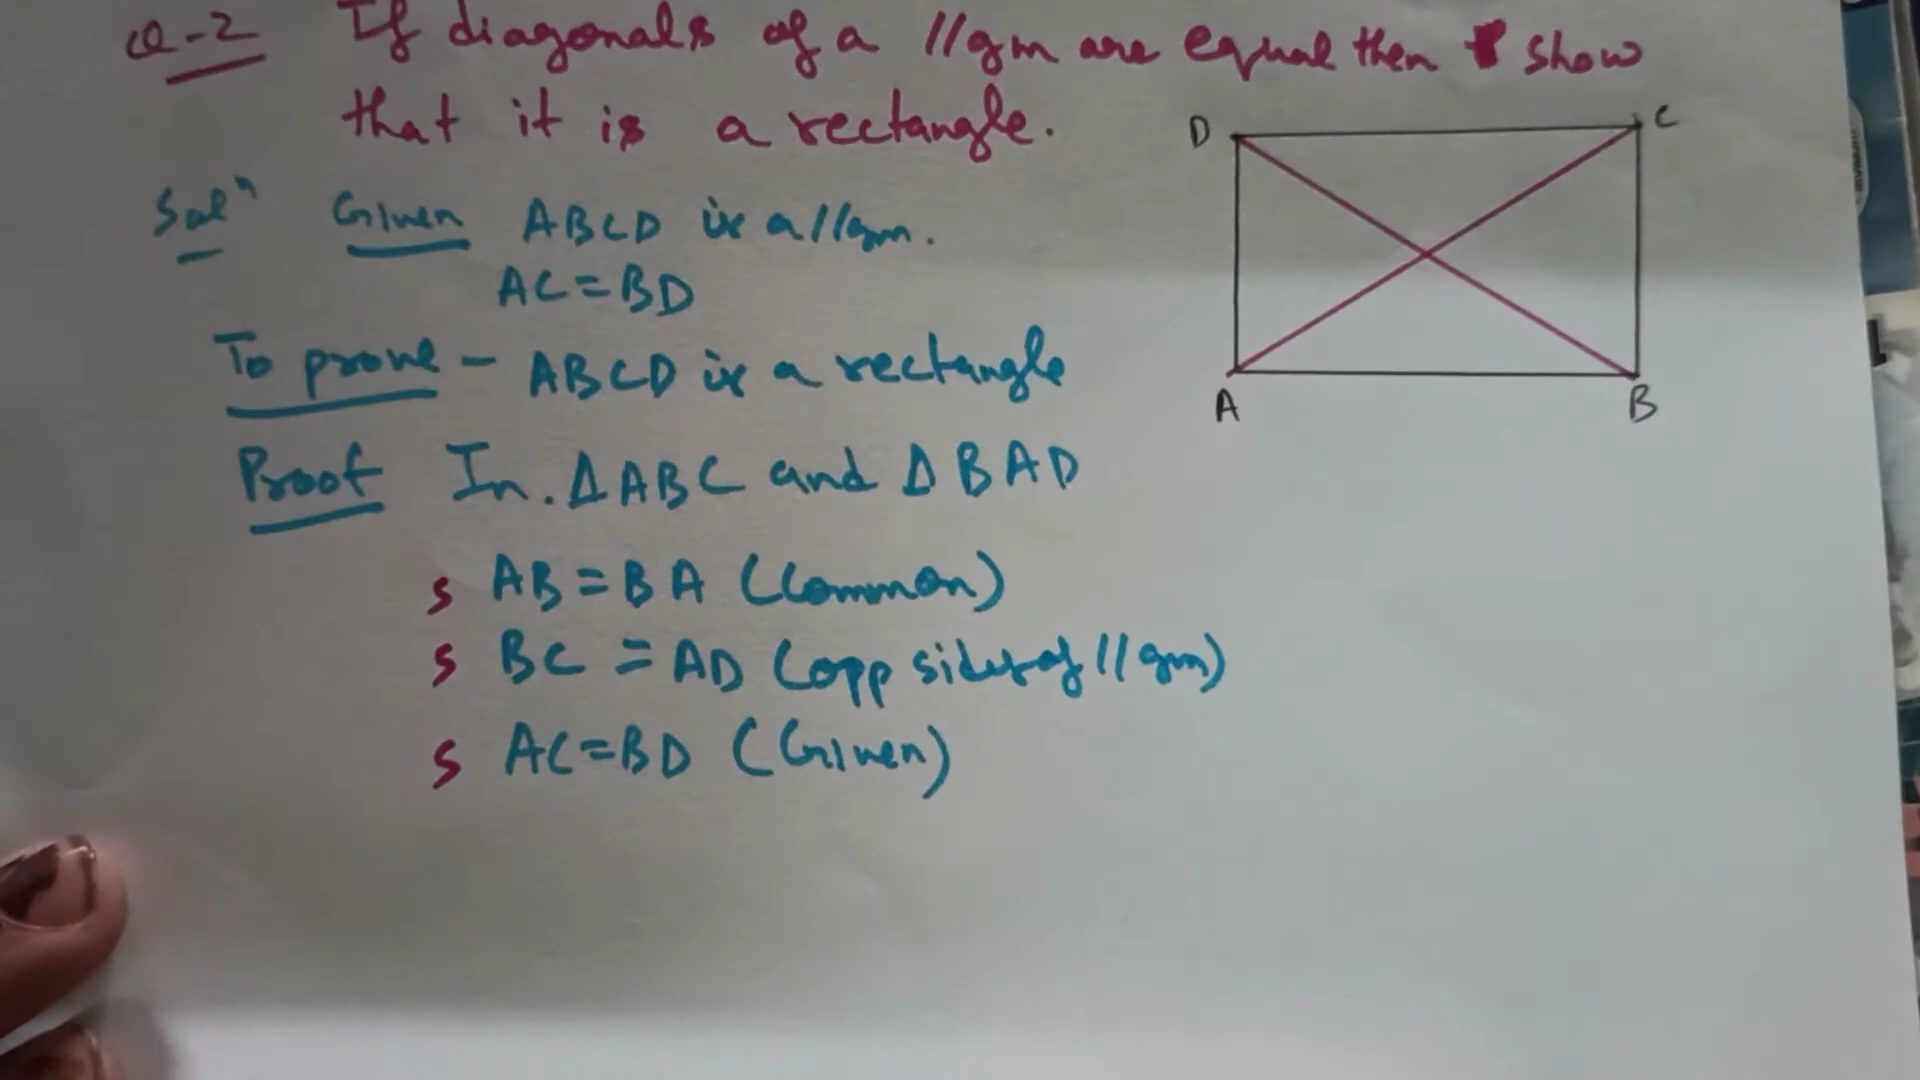 Q-2 If diagonals of a //gm are equal then show
that it is a rectangle.
D C
Solⁿ Given ABCD is a //gm.
AC=BD
To prove - ABCD is a rectangle
A B
Proof In. ΔABC and ΔBAD
S AB=BA (Common)
S BC = AD (opp sides of //gm)
S AC=BD (Given)